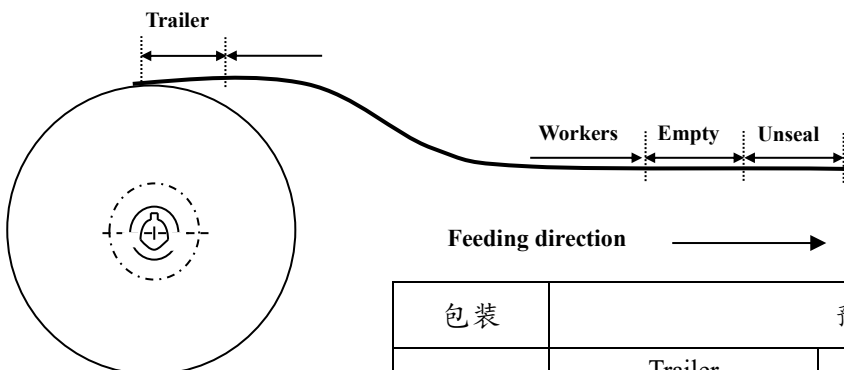 Trailer
Workers Empty Unseal
Feeding direction
包装
Trailer